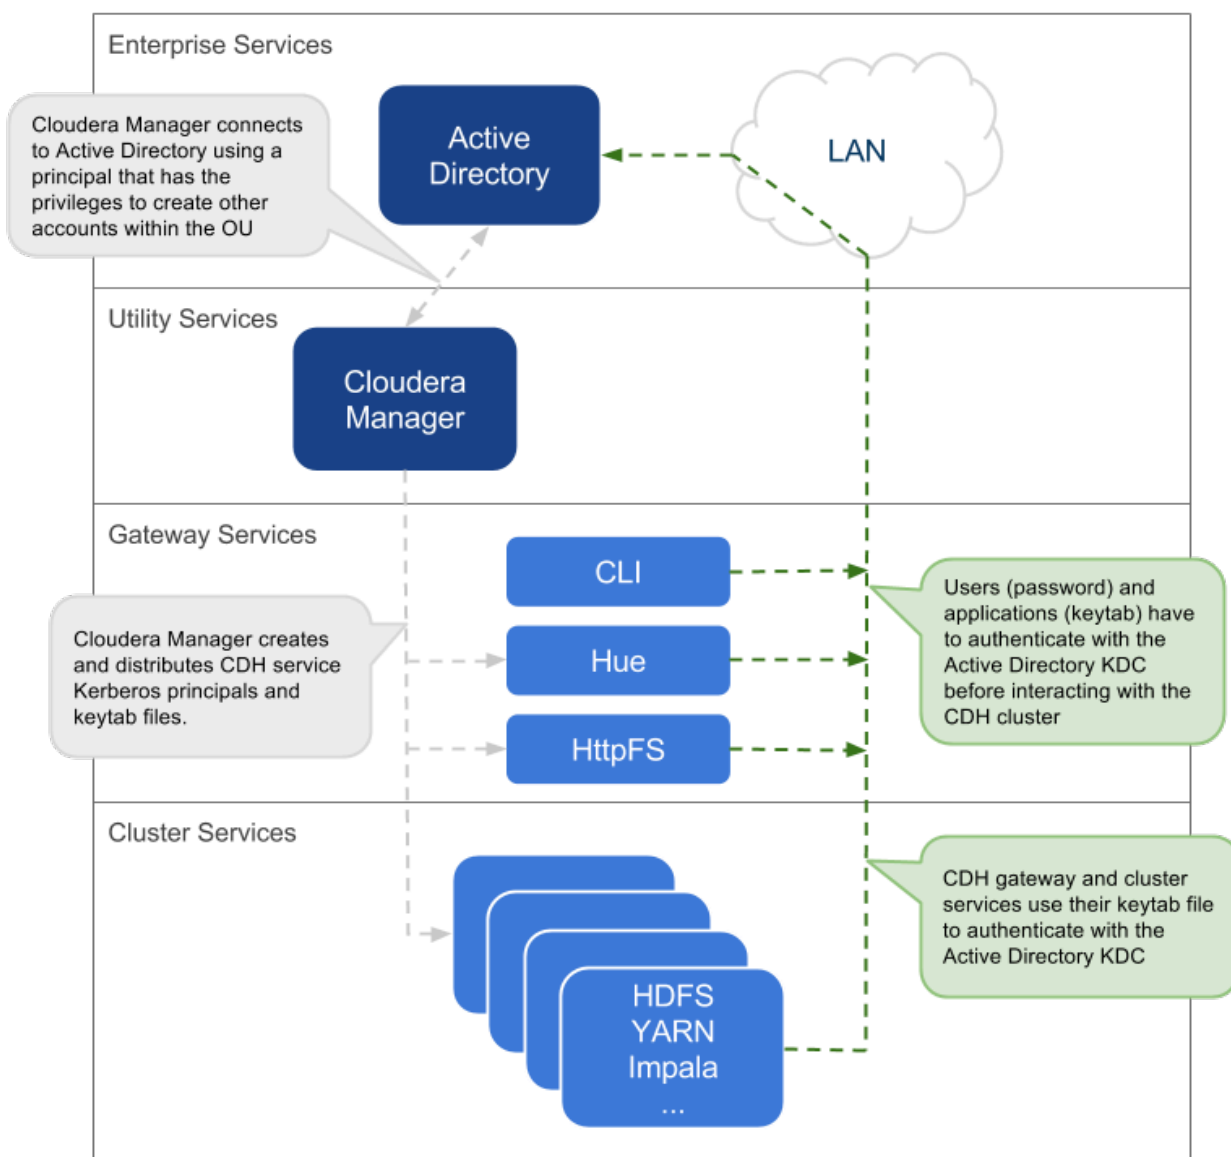 Enterprise Services
Cloudera Manager connects
to Active Directory using a
principal that has the
privileges to create other
accounts within the OU
Active
Directory
LAN
Utility Services
Cloudera
Manager
Gateway Services
CLI
Hue
HttpFS
Cloudera Manager creates
and distributes CDH service
Kerberos principals and
keytab files.
Users (password) and
applications (keytab) have
to authenticate with the
Active Directory KDC
before interacting with the
CDH cluster
Cluster Services
HDFS
YARN
Impala
...
CDH gateway and cluster
services use their keytab file
to authenticate with the
Active Directory KDC